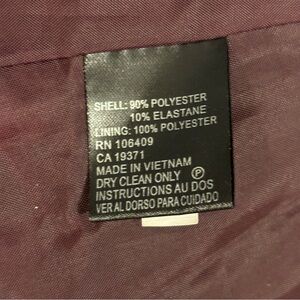 SHELL: 90% POLYESTER
10% ELASTANE
LINING: 100% POLYESTER
RN 106409
CA 19371
MADE IN VIETNAM
DRY CLEAN ONLY Ⓟ
INSTRUCTIONS AU DOS
VER AL DORSO PARA CUIDADO